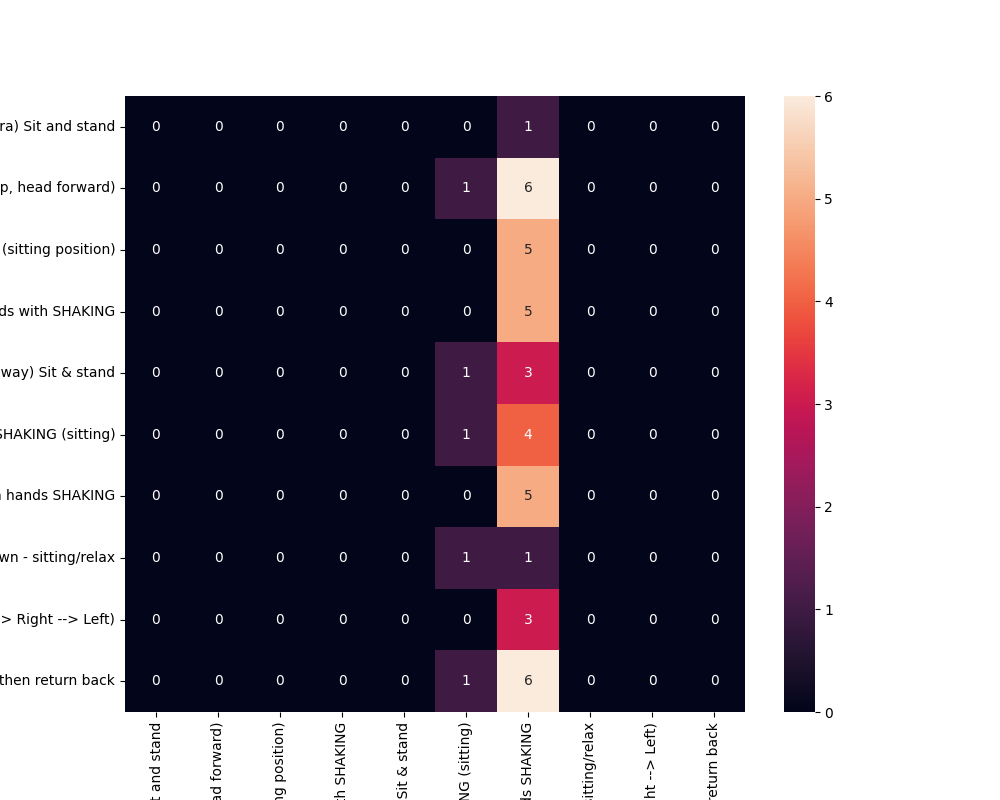 ra) Sit and stand 0 0 0 0 0 0 1 0 0 0
p, head forward) 0 0 0 0 0 1 6 0 0 0
(sitting position) 0 0 0 0 0 0 5 0 0 0
ds with SHAKING 0 0 0 0 0 0 5 0 0 0
way) Sit & stand 0 0 0 0 0 1 3 0 0 0
SHAKING (sitting) 0 0 0 0 0 1 4 0 0 0
hands SHAKING 0 0 0 0 0 0 5 0 0 0
wn - sitting/relax 0 0 0 0 0 1 1 0 0 0
> Right --> Left) 0 0 0 0 0 0 3 0 0 0
then return back 0 0 0 0 0 1 6 0 0 0
t and stand
ad forward)
ng position)
th SHAKING
Sit & stand
NG (sitting)
ds SHAKING
sitting/relax
ht --> Left)
return back
6
5
4
3
2
1
0